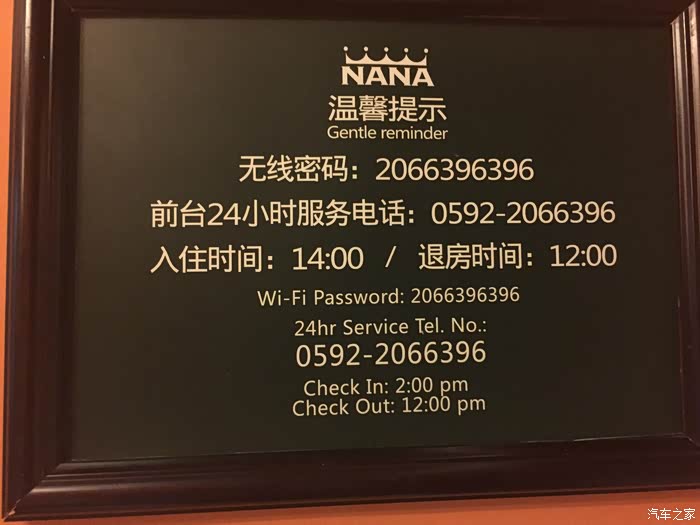 NANA
温馨提示
Gentle reminder
无线密码：2066396396
前台24小时服务电话：0592-2066396
入住时间：14:00 / 退房时间：12:00
Wi-Fi Password: 2066396396
24hr Service Tel. No.:
0592-2066396
Check In: 2:00 pm
Check Out: 12:00 pm
汽车之家